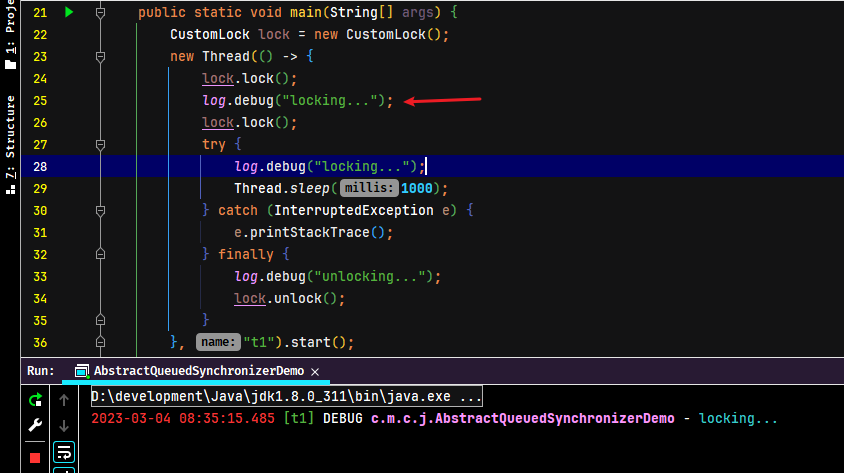 1: Proje
Z: Structure
21 public static void main(String[] args) {
22 CustomLock lock = new CustomLock();
23 new Thread(() -> {
24 lock.lock();
25 log.debug("locking...");
26 lock.lock();
27 try {
28 log.debug("locking...");
29 Thread.sleep( millis: 1000);
30 } catch (InterruptedException e) {
31 e.printStackTrace();
32 } finally {
33 log.debug("unlocking...");
34 lock.unlock();
35 }
36 }, name: "t1").start();
Run: AbstractQueuedSynchronizerDemo ×
D:\development\Java\jdk1.8.0_311\bin\java.exe ...
2023-03-04 08:35:15.485 [t1] DEBUG c.m.c.j.AbstractQueuedSynchronizerDemo - locking...